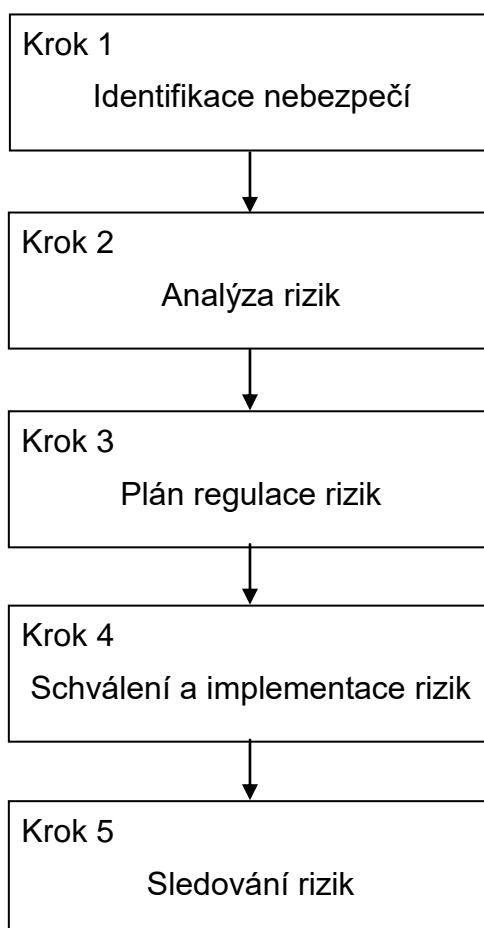 Krok 1
Identifikace nebezpečí
Krok 2
Analýza rizik
Krok 3
Plán regulace rizik
Krok 4
Schválení a implementace rizik
Krok 5
Sledování rizik